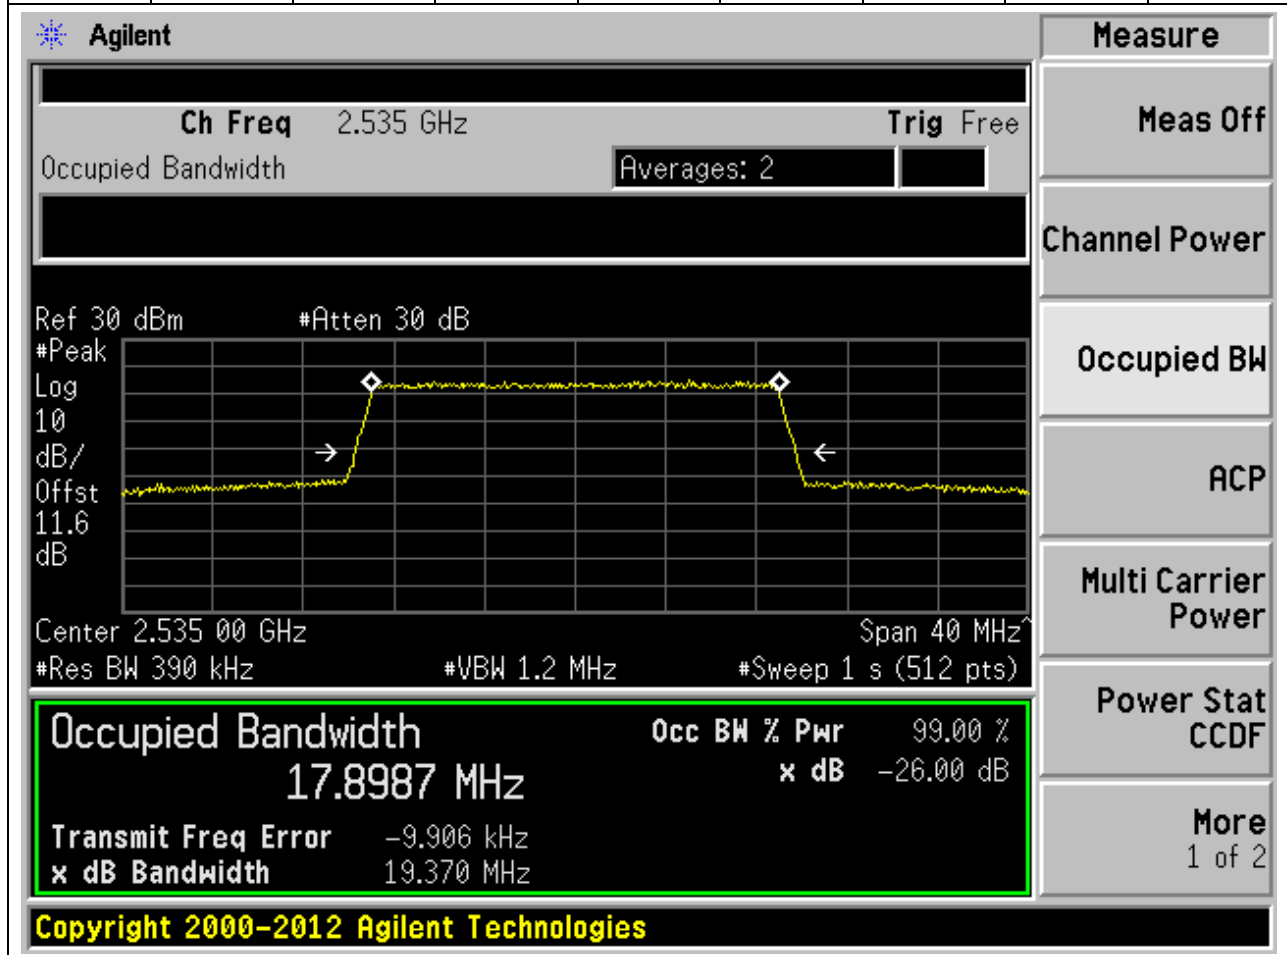 Agilent
Measure
Ch Freq 2.535 GHz Trig Free
Meas Off
Occupied Bandwidth Averages: 2
Channel Power
Ref 30 dBm #Atten 30 dB
#Peak
Log
10
dB/
Offst
11.6
dB
Occupied BW
ACP
Center 2.535 00 GHz Span 40 MHz^
#Res BW 390 kHz #VBW 1.2 MHz #Sweep 1 s (512 pts)
Multi Carrier
Power
Occupied Bandwidth Occ BW % Pwr 99.00 %
17.8987 MHz x dB -26.00 dB
Power Stat
CCDF
Transmit Freq Error -9.906 kHz
x dB Bandwidth 19.370 MHz
More
1 of 2
Copyright 2000-2012 Agilent Technologies